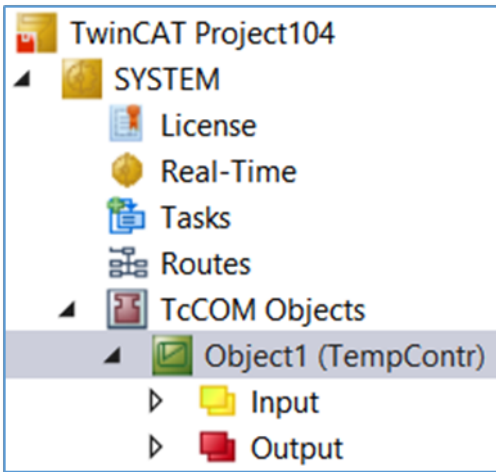 TwinCAT Project104
SYSTEM
License
Real-Time
Tasks
Routes
TcCOM Objects
Object1 (TempContr)
Input
Output